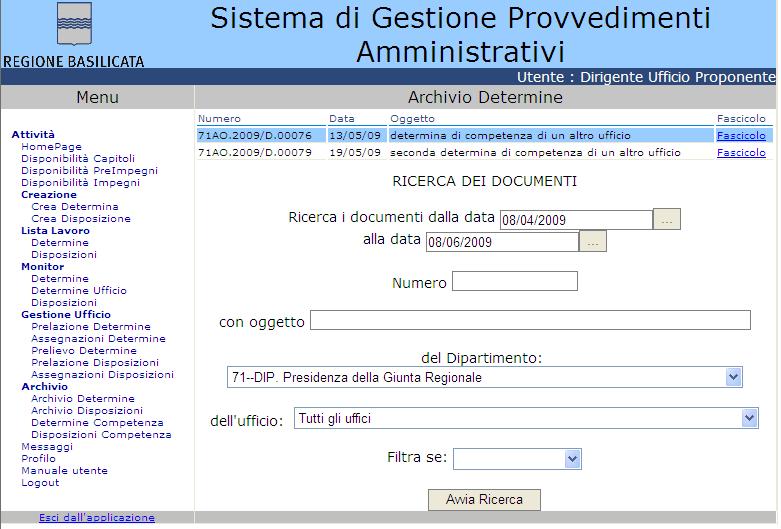 Sistema di Gestione Provvedimenti
Amministrativi
REGIONE BASILICATA
Utente : Dirigente Ufficio Proponente
Menu
Attività
HomePage
Disponibilità Capitoli
Disponibilità PreImpegni
Disponibilità Impegni
Creazione
Crea Determina
Crea Disposizione
Lista Lavoro
Determine
Disposizioni
Monitor
Determine
Determine Ufficio
Disposizioni
Gestione Ufficio
Prelazione Determine
Assegnazioni Determine
Prelievo Determine
Prelazione Disposizioni
Assegnazioni Disposizioni
Archivio
Archivio Determine
Archivio Disposizioni
Determine Competenza
Disposizioni Competenza
Messaggi
Profilo
Manuale utente
Logout
Esci dall'applicazione
Archivio Determine
Numero Data Oggetto Fascicolo
71AO.2009/D.00076 13/05/09 determina di competenza di un altro ufficio Fascicolo
71AO.2009/D.00079 19/05/09 seconda determina di competenza di un altro ufficio Fascicolo
RICERCA DEI DOCUMENTI
Ricerca i documenti dalla data 08/04/2009 ...
alla data 08/06/2009 ...
Numero
con oggetto
del Dipartimento:
71--DIP. Presidenza della Giunta Regionale
dell'ufficio: Tutti gli uffici
Filtra se:
Avvia Ricerca